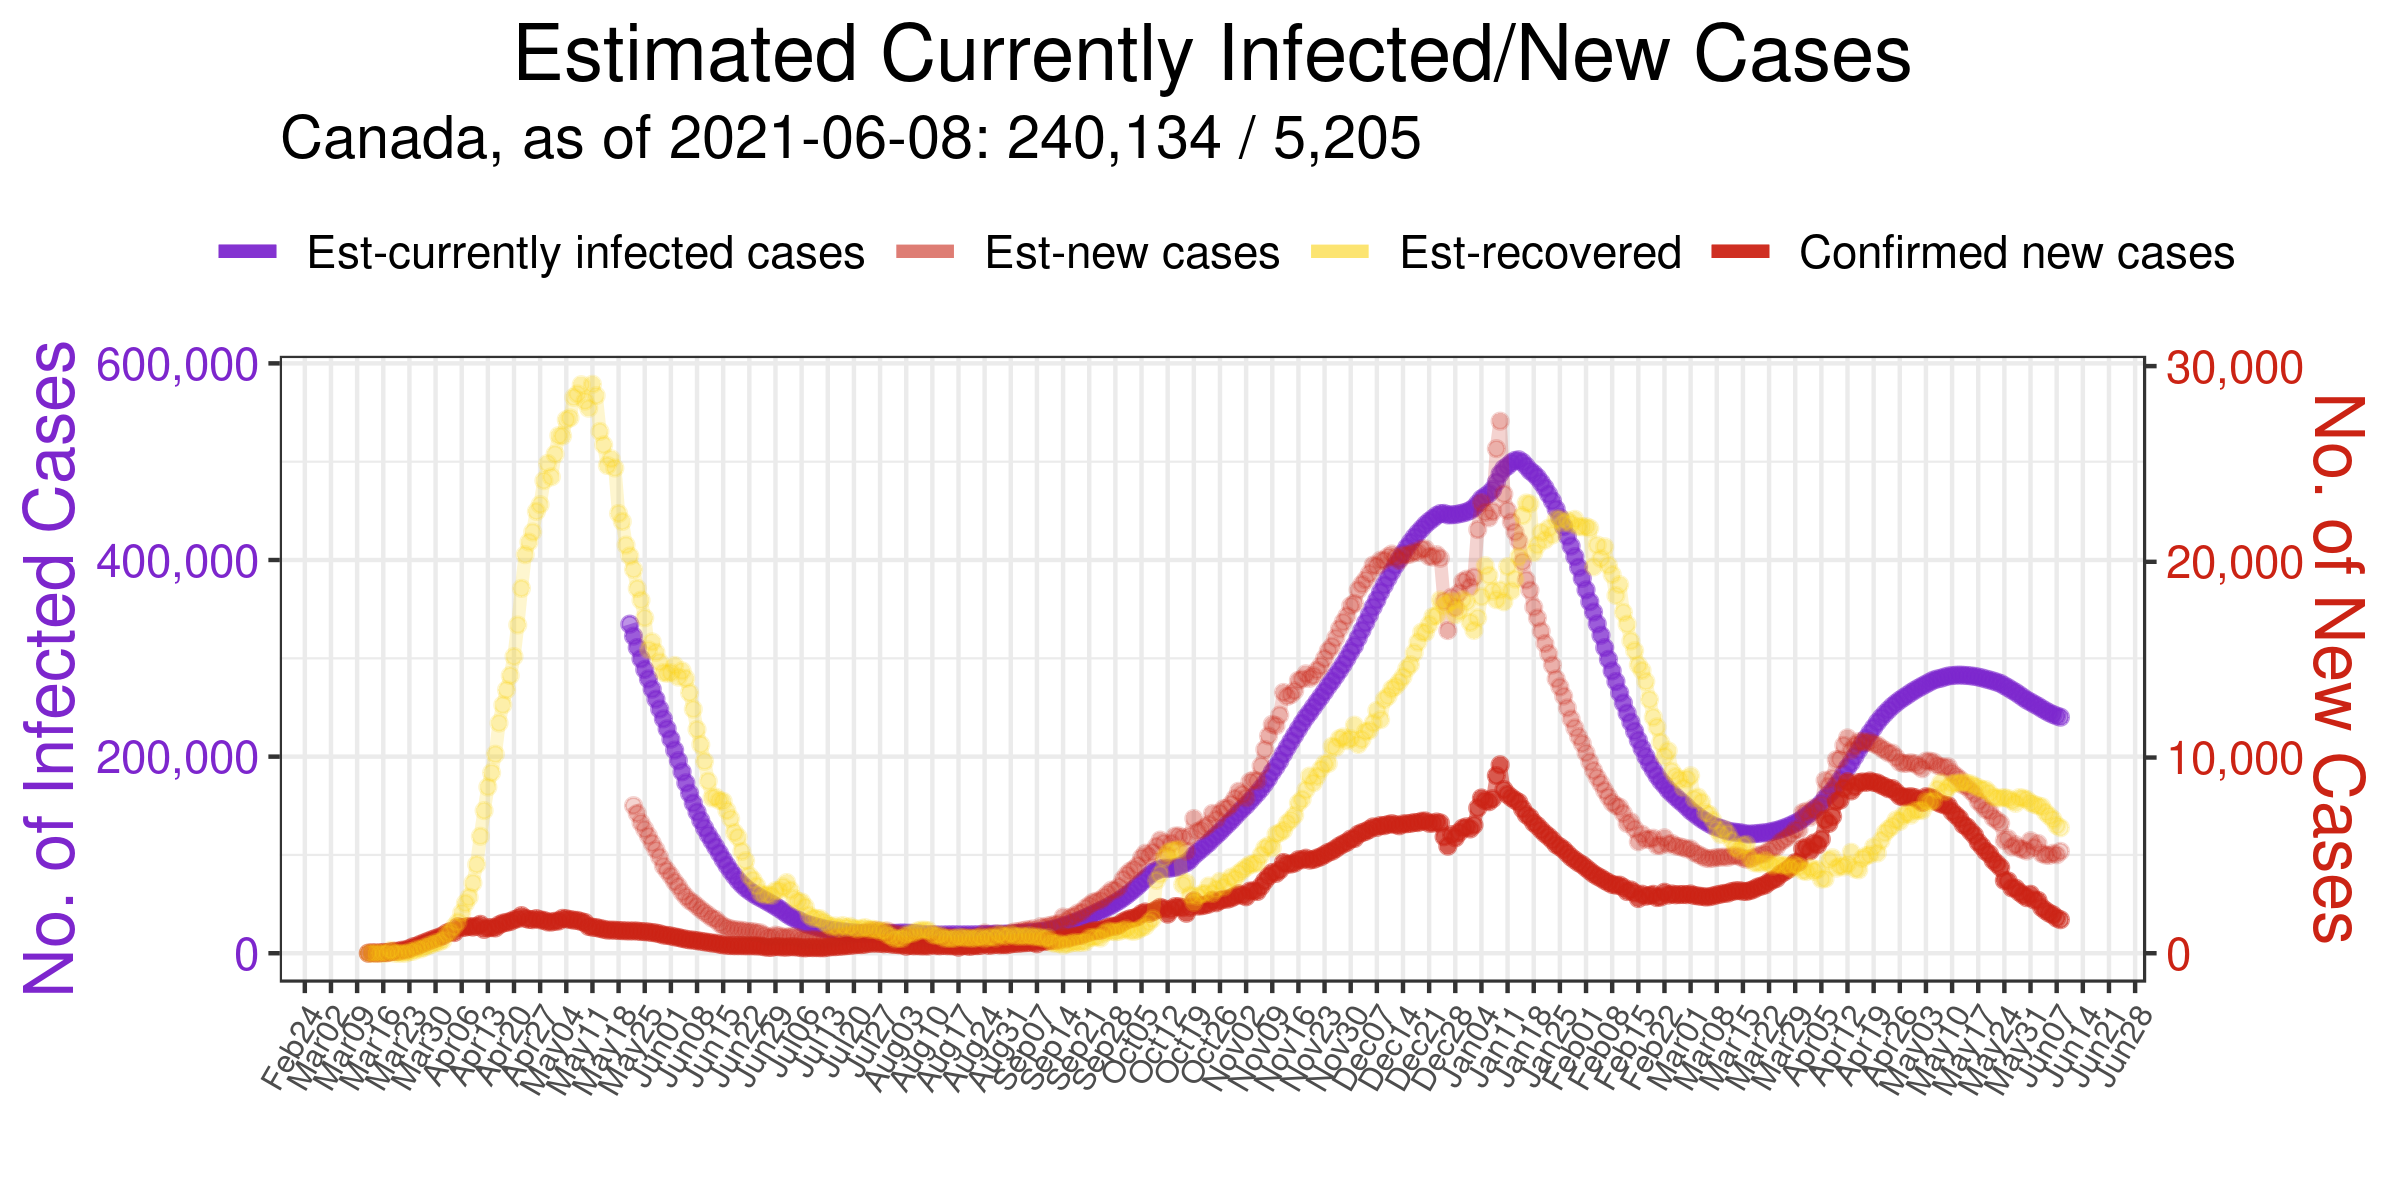 Estimated Currently Infected/New Cases
Canada, as of 2021-06-08: 240,134 / 5,205
Est-currently infected cases
Est-new cases
Est-recovered
Confirmed new cases
No. of Infected Cases
600,000
400,000
200,000
0
30,000
20,000
10,000
0
No. of New Cases
Feb24
Mar02
Mar09
Mar16
Mar23
Mar30
Apr06
Apr13
Apr20
Apr27
May04
May11
May18
May25
Jun01
Jun08
Jun15
Jun22
Jun29
Jul06
Jul13
Jul20
Jul27
Aug03
Aug10
Aug17
Aug24
Aug31
Sep07
Sep14
Sep21
Sep28
Oct05
Oct12
Oct19
Oct26
Nov02
Nov09
Nov16
Nov23
Nov30
Dec07
Dec14
Dec21
Dec28
Jan04
Jan11
Jan18
Jan25
Feb01
Feb08
Feb15
Feb22
Mar01
Mar08
Mar15
Mar22
Mar29
Apr05
Apr12
Apr19
Apr26
May03
May10
May17
May24
May31
Jun07
Jun14
Jun21
Jun28